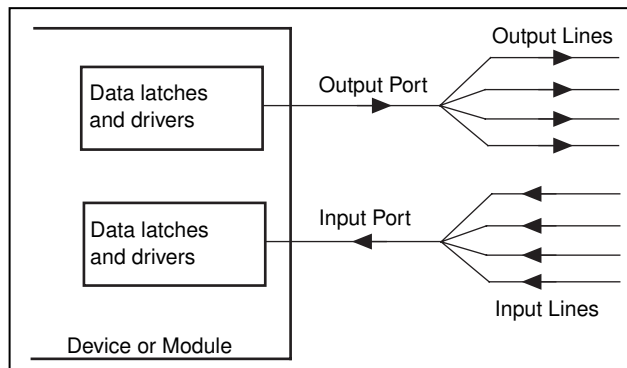 Output Lines
Data latches
and drivers
Output Port
Data latches
and drivers
Input Port
Input Lines
Device or Module